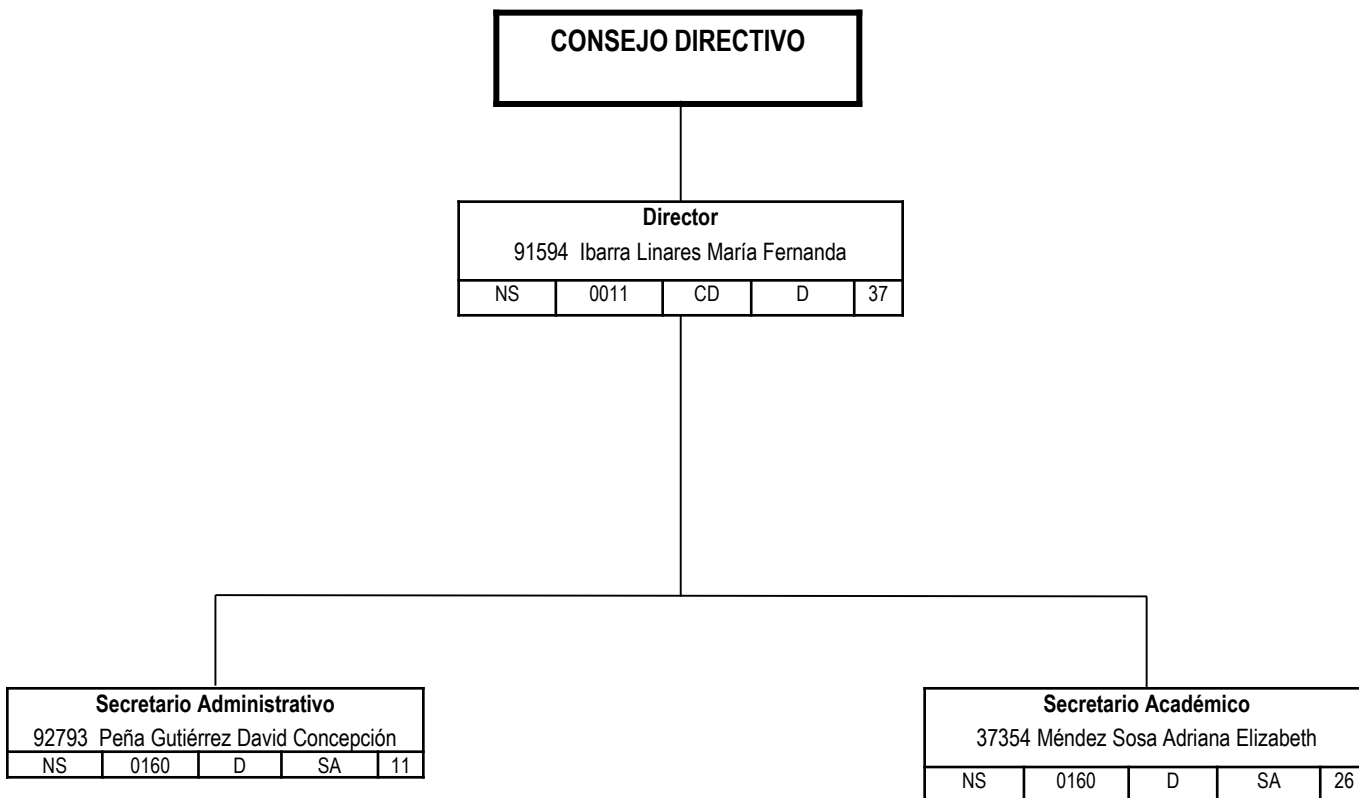 CONSEJO DIRECTIVO
Director
91594 Ibarra Linares María Fernanda
NS 0011 CD D 37
Secretario Administrativo
92793 Peña Gutiérrez David Concepción
NS 0160 D SA 11
Secretario Académico
37354 Méndez Sosa Adriana Elizabeth
NS 0160 D SA 26